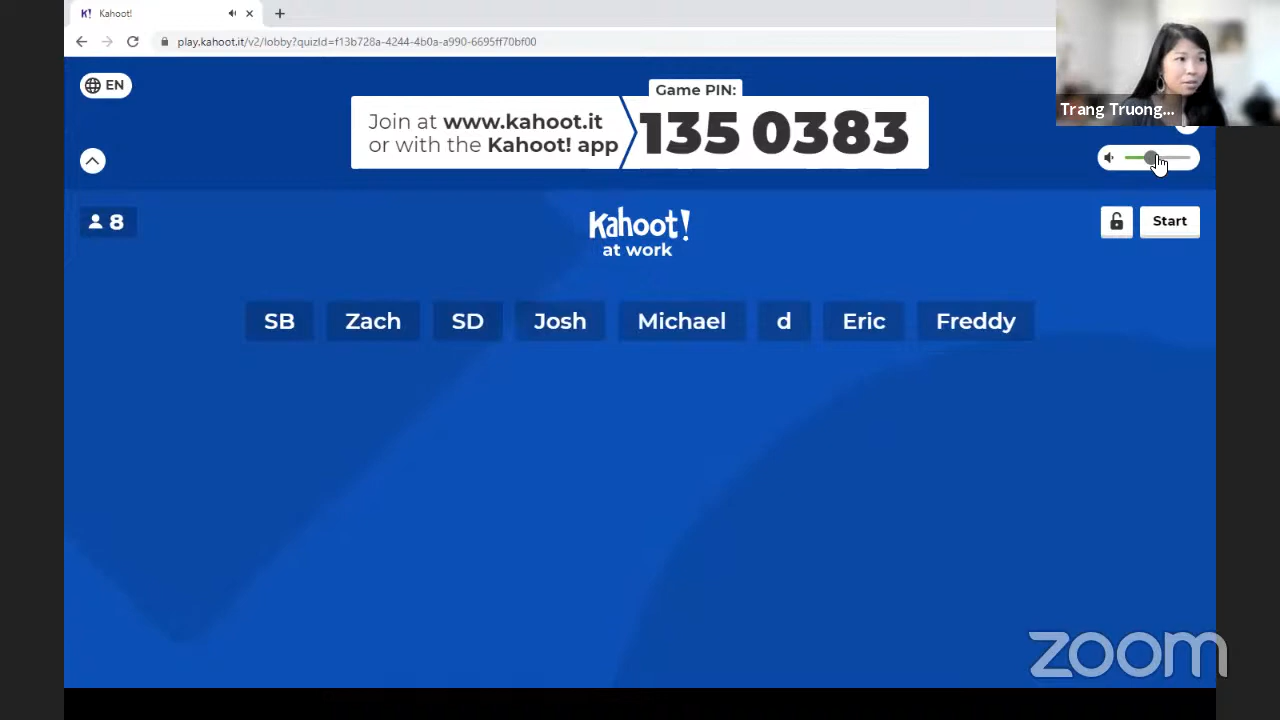 Kahoot!
play.kahoot.it/v2/lobby?quizId=f13b728a-4244-4b0a-a990-6695ff70bf00
EN
Game PIN:
Join at www.kahoot.it
or with the Kahoot! app
135 0383
Trang Truong...
8
Kahoot!
at work
Start
SB Zach SD Josh Michael d Eric Freddy
zoom